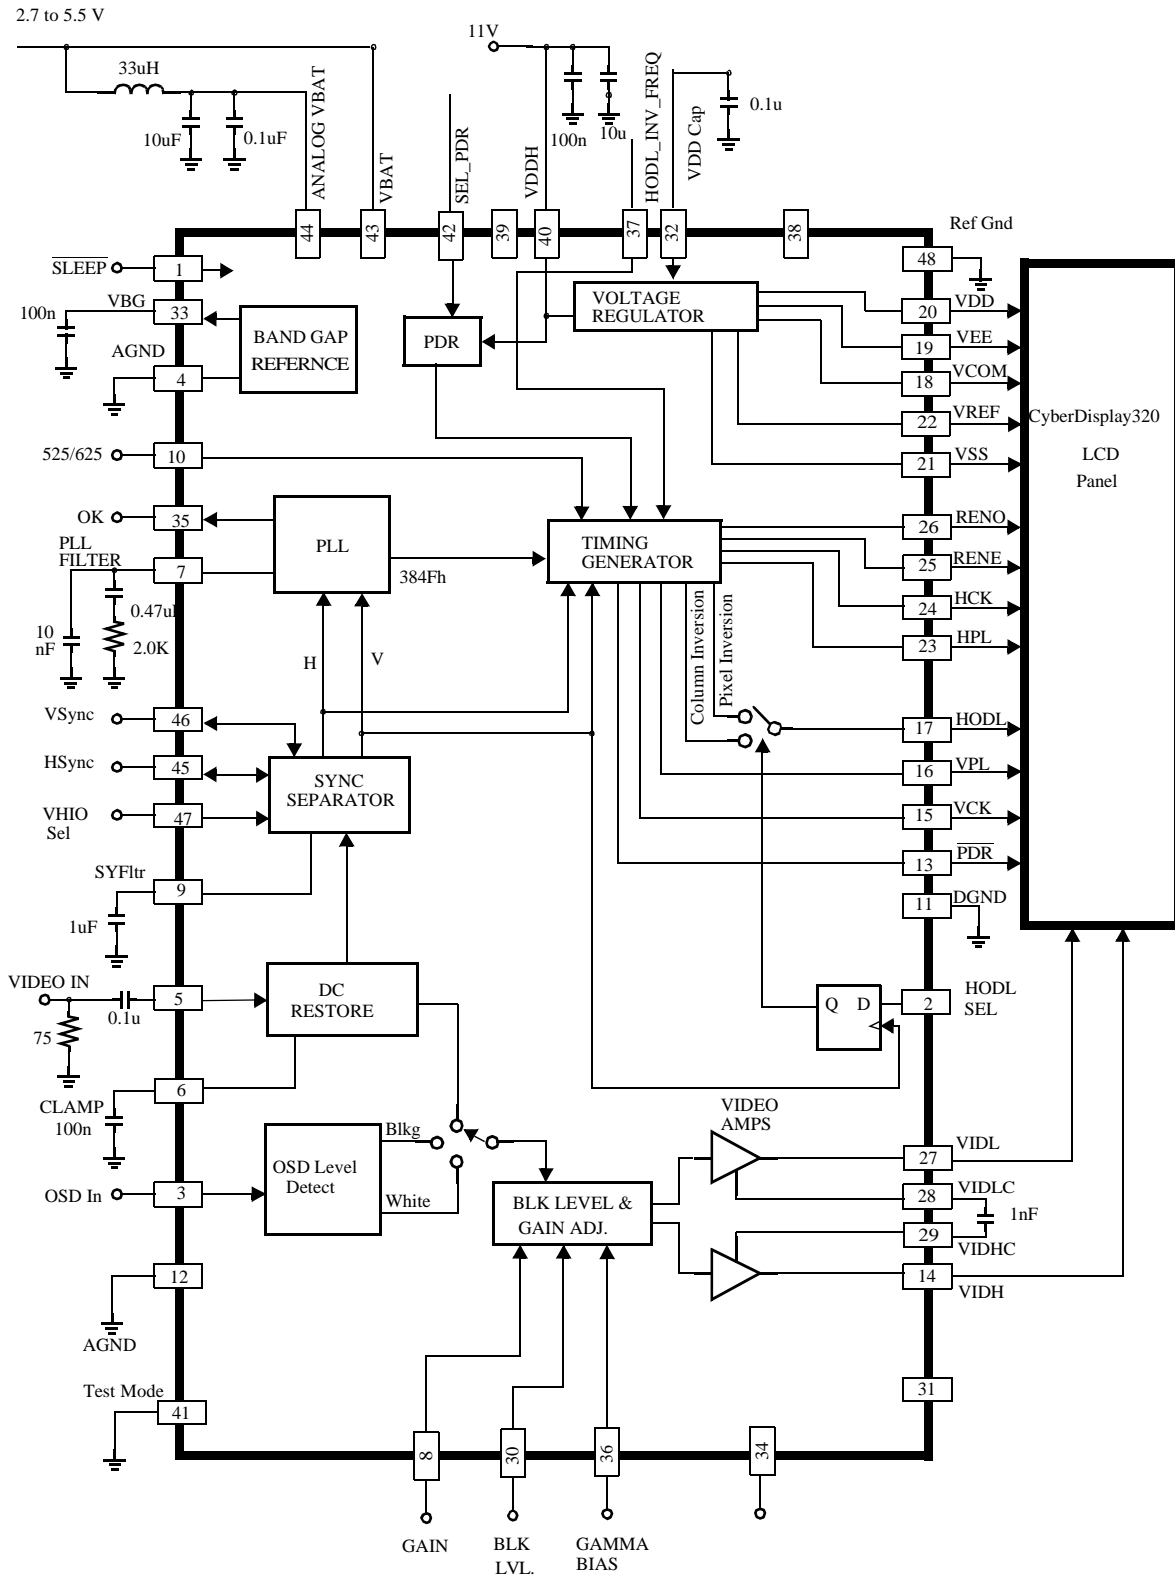 2.7 to 5.5 V
11V
33uH
10uF
0.1uF
ANALOG VBAT
VBAT
SEL_PDR
VDDH
100n
10u
HODL_INV_FREQ
VDD Cap
0.1u
44
43
42
39
40
37
32
38
Ref Gnd
48
SLEEP
1
VBG
33
100n
AGND
4
BAND GAP
REFERNCE
PDR
VOLTAGE
REGULATOR
20
VDD
19
VEE
18
VCOM
22
VREF
21
VSS
CyberDisplay320
LCD
Panel
525/625
10
OK
35
PLL
FILTER
7
0.47u
10
nF
2.0K
PLL
384Fh
TIMING
GENERATOR
26
RENO
25
RENE
24
HCK
23
HPL
H
V
Column Inversion
Pixel Inversion
VSync
46
HSync
45
VHIO
Sel
47
SYNC
SEPARATOR
17
HODL
16
VPL
15
VCK
13
PDR
11
DGND
SYFltr
9
1uF
VIDEO IN
5
0.1u
75
DC
RESTORE
6
CLAMP
100n
Q D
2
HODL
SEL
OSD In
3
OSD Level
Detect
Blkg
White
VIDEO
AMPS
BLK LEVEL &
GAIN ADJ.
27
VIDL
28
VIDLC
1nF
29
VIDHC
14
VIDH
12
AGND
Test Mode
41
31
8
30
36
34
GAIN
BLK
LVL.
GAMMA
BIAS